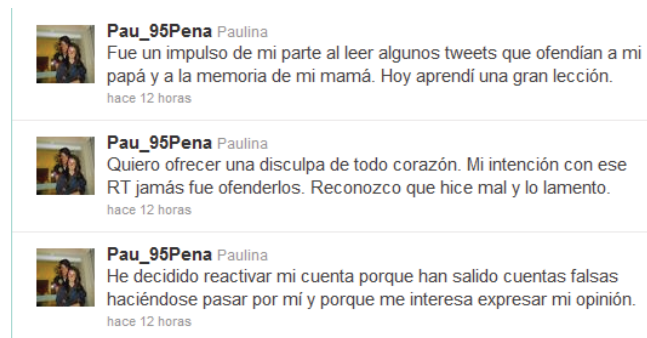 Pau_95Pena Paulina
Fue un impulso de mi parte al leer algunos tweets que ofendían a mi
papá y a la memoria de mi mamá. Hoy aprendí una gran lección.
hace 12 horas
Pau_95Pena Paulina
Quiero ofrecer una disculpa de todo corazón. Mi intención con ese
RT jamás fue ofenderlos. Reconozco que hice mal y lo lamento.
hace 12 horas
Pau_95Pena Paulina
He decidido reactivar mi cuenta porque han salido cuentas falsas
haciéndose pasar por mí y porque me interesa expresar mi opinión.
hace 12 horas